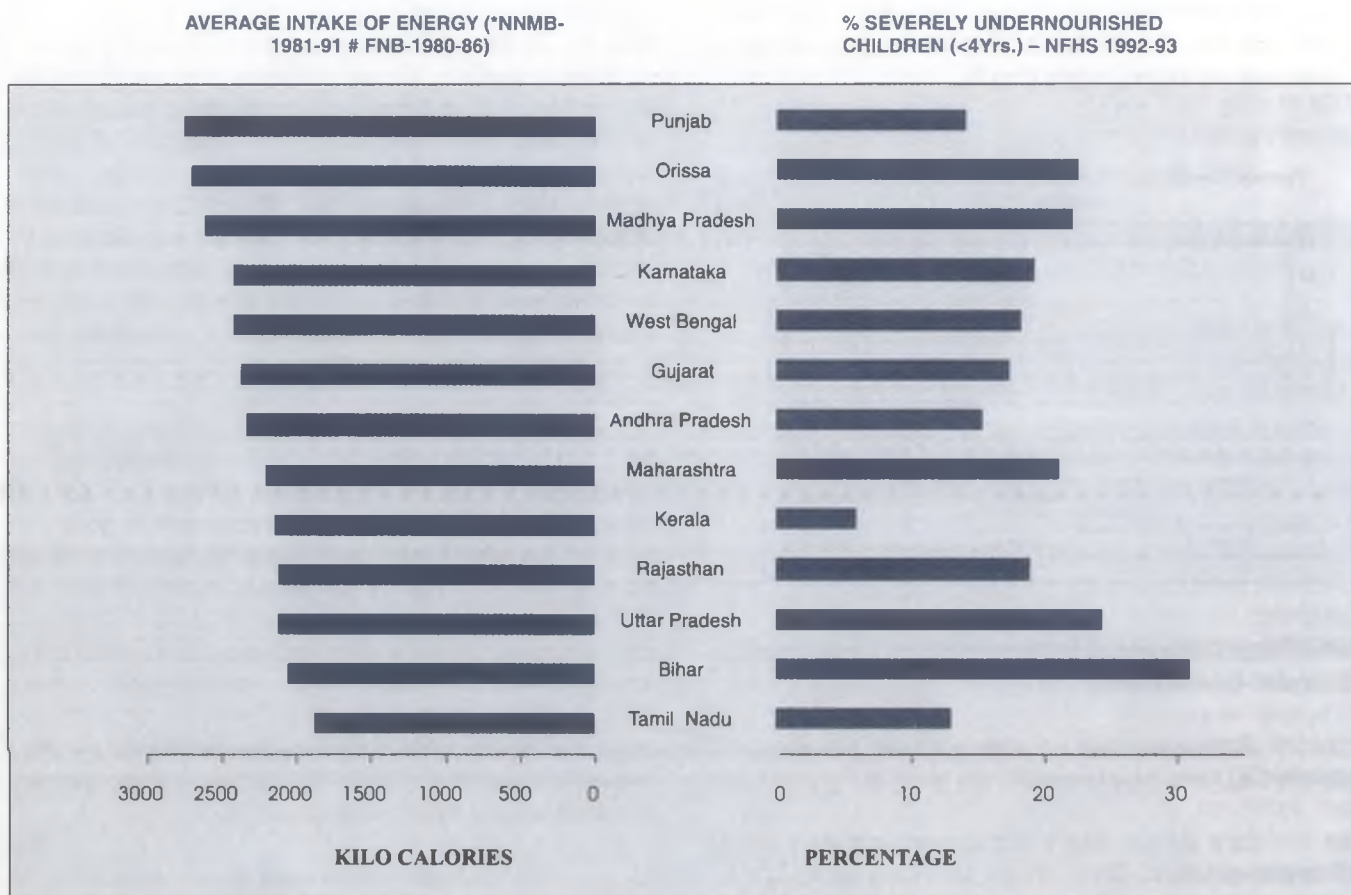 AVERAGE INTAKE OF ENERGY (*NNMB-
1981-91 # FNB-1980-86)
% SEVERELY UNDERNOURISHED
CHILDREN (<4Yrs.) – NFHS 1992-93
Punjab
Orissa
Madhya Pradesh
Karnataka
West Bengal
Gujarat
Andhra Pradesh
Maharashtra
Kerala
Rajasthan
Uttar Pradesh
Bihar
Tamil Nadu
3000 2500 2000 1500 1000 500 0
0 10 20 30
KILO CALORIES
PERCENTAGE